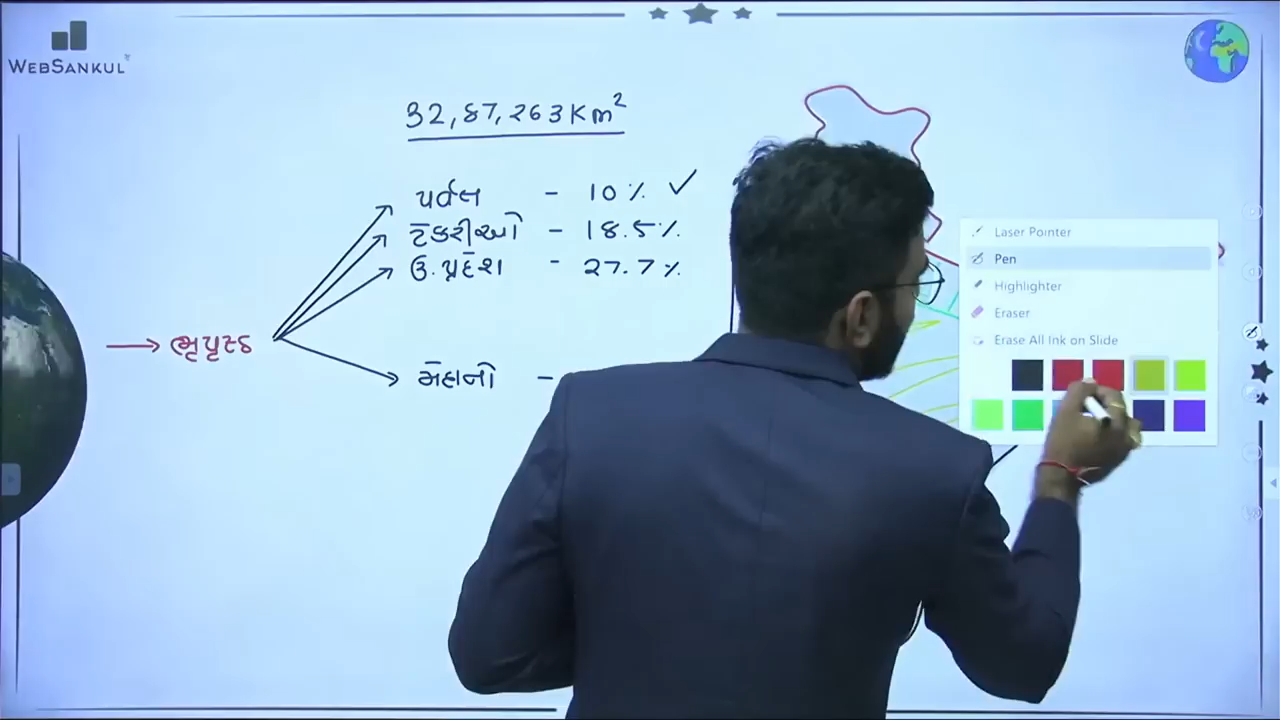 WEBSANKUL
32,87,263 Km²
પર્વત - 10% ✓
ટેકરીઓ - 18.5%
ઉ.પ્રદેશ - 27.7%
→ ભૂપૃષ્ઠ
મેદાનો -
Laser Pointer
Pen
Highlighter
Eraser
Erase All Ink on Slide